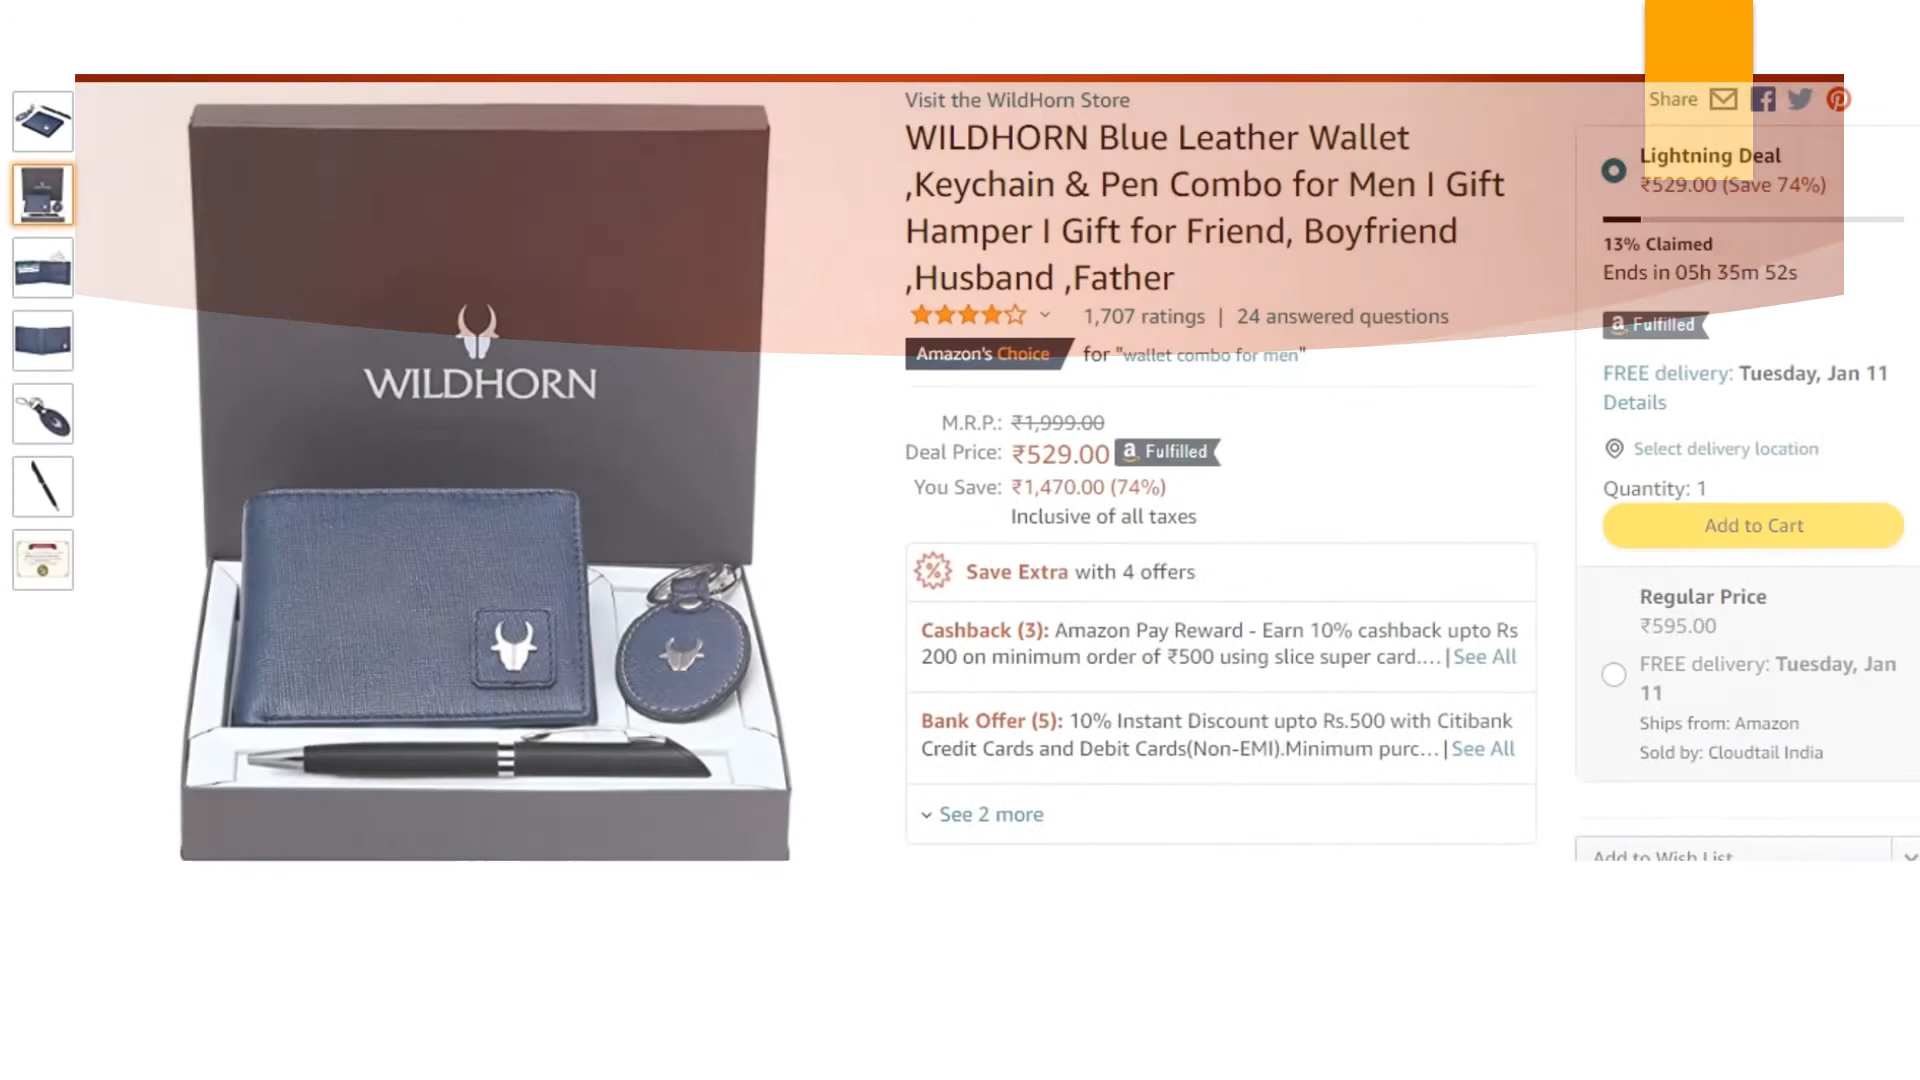 Visit the WildHorn Store
WILDHORN Blue Leather Wallet
,Keychain & Pen Combo for Men I Gift
Hamper I Gift for Friend, Boyfriend
,Husband ,Father
1,707 ratings | 24 answered questions
Amazon's Choice for "wallet combo for men"
M.R.P.: ₹1,999.00
Deal Price: ₹529.00 a Fulfilled
You Save: ₹1,470.00 (74%)
Inclusive of all taxes
Save Extra with 4 offers
Cashback (3): Amazon Pay Reward - Earn 10% cashback upto Rs
200 on minimum order of ₹500 using slice super card.... | See All
Bank Offer (5): 10% Instant Discount upto Rs.500 with Citibank
Credit Cards and Debit Cards(Non-EMI).Minimum purc... | See All
See 2 more
WILDHORN
Share
Lightning Deal
₹529.00 (Save 74%)
13% Claimed
Ends in 05h 35m 52s
a Fulfilled
FREE delivery: Tuesday, Jan 11
Details
Select delivery location
Quantity: 1
Add to Cart
Regular Price
₹595.00
FREE delivery: Tuesday, Jan
11
Ships from: Amazon
Sold by: Cloudtail India
Add to Wish List